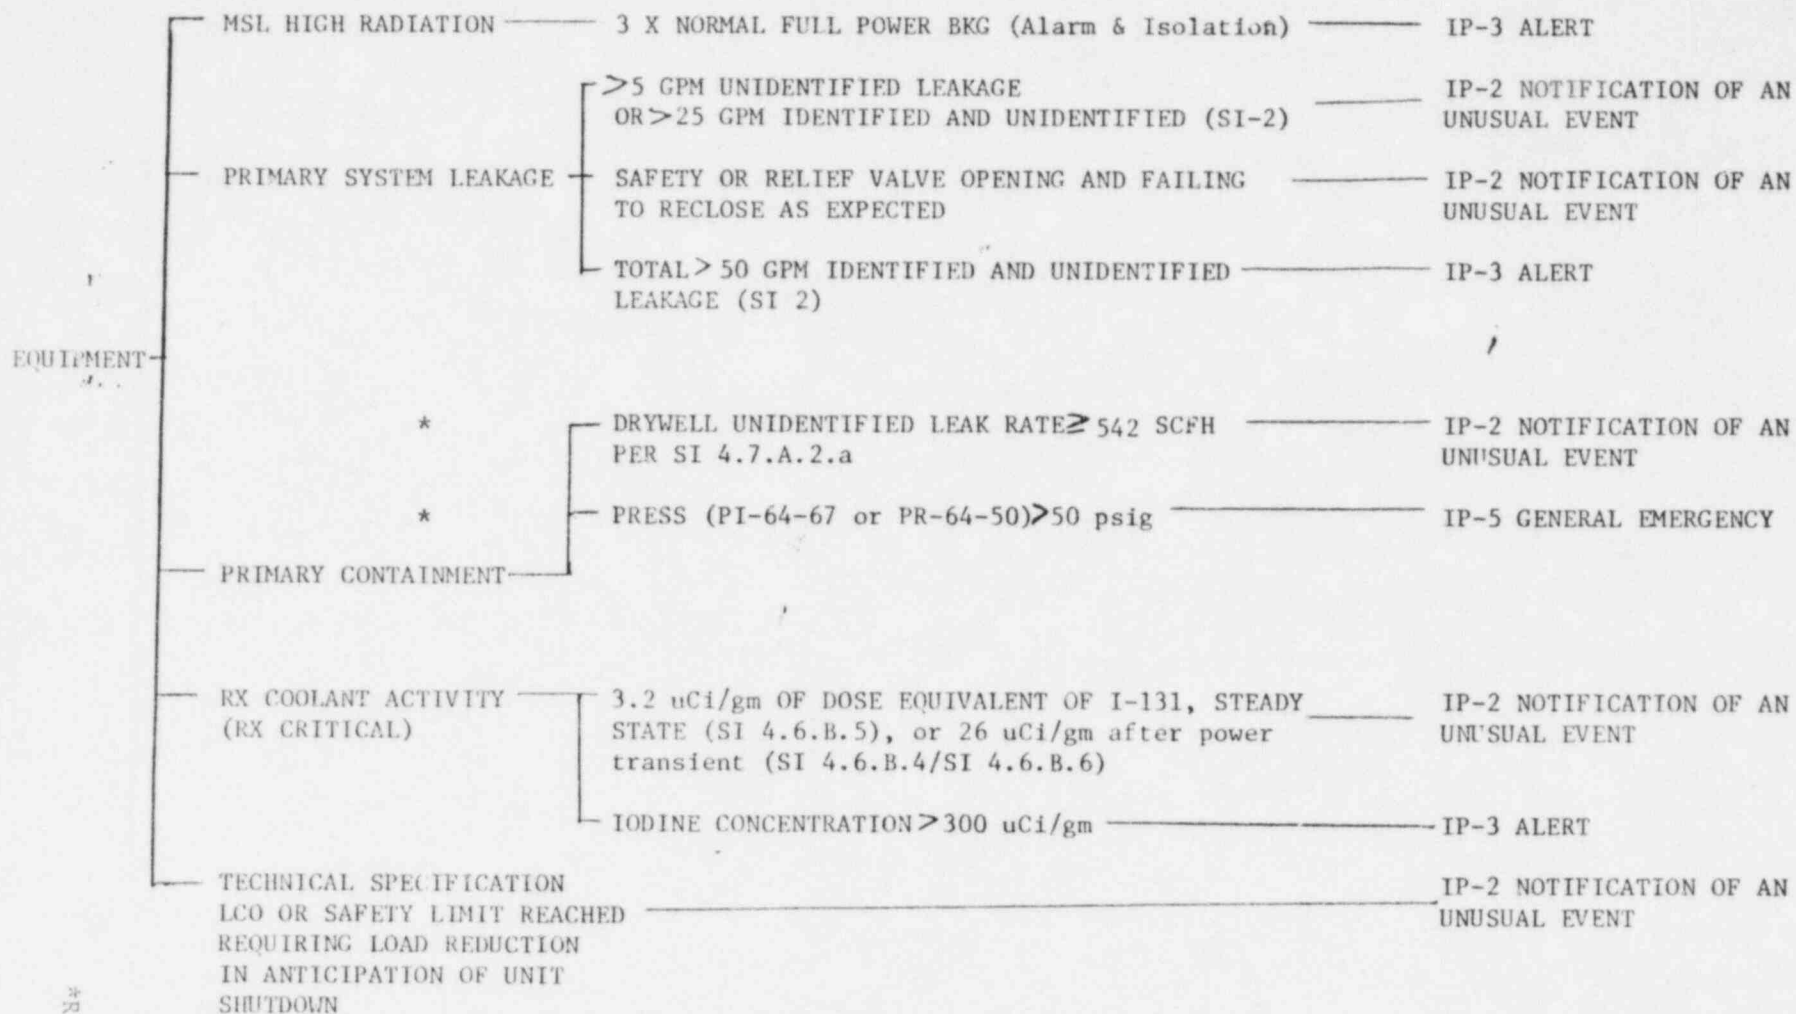 MSL HIGH RADIATION 3 X NORMAL FULL POWER BKG (Alarm & Isolation) IP-3 ALERT
>5 GPM UNIDENTIFIED LEAKAGE
OR >25 GPM IDENTIFIED AND UNIDENTIFIED (SI-2)
IP-2 NOTIFICATION OF AN
UNUSUAL EVENT
PRIMARY SYSTEM LEAKAGE
SAFETY OR RELIEF VALVE OPENING AND FAILING
TO RECLOSE AS EXPECTED
IP-2 NOTIFICATION OF AN
UNUSUAL EVENT
TOTAL > 50 GPM IDENTIFIED AND UNIDENTIFIED
LEAKAGE (SI 2)
IP-3 ALERT
EQUIPMENT
* DRYWELL UNIDENTIFIED LEAK RATE ≥ 542 SCFH
PER SI 4.7.A.2.a
IP-2 NOTIFICATION OF AN
UNUSUAL EVENT
* PRESS (PI-64-67 or PR-64-50)>50 psig IP-5 GENERAL EMERGENCY
PRIMARY CONTAINMENT
RX COOLANT ACTIVITY
(RX CRITICAL)
3.2 uCi/gm OF DOSE EQUIVALENT OF I-131, STEADY
STATE (SI 4.6.B.5), or 26 uCi/gm after power
transient (SI 4.6.B.4/SI 4.6.B.6)
IP-2 NOTIFICATION OF AN
UNUSUAL EVENT
IODINE CONCENTRATION >300 uCi/gm IP-3 ALERT
TECHNICAL SPECIFICATION
LCO OR SAFETY LIMIT REACHED
REQUIRING LOAD REDUCTION
IN ANTICIPATION OF UNIT
SHUTDOWN
IP-2 NOTIFICATION OF AN
UNUSUAL EVENT
*R